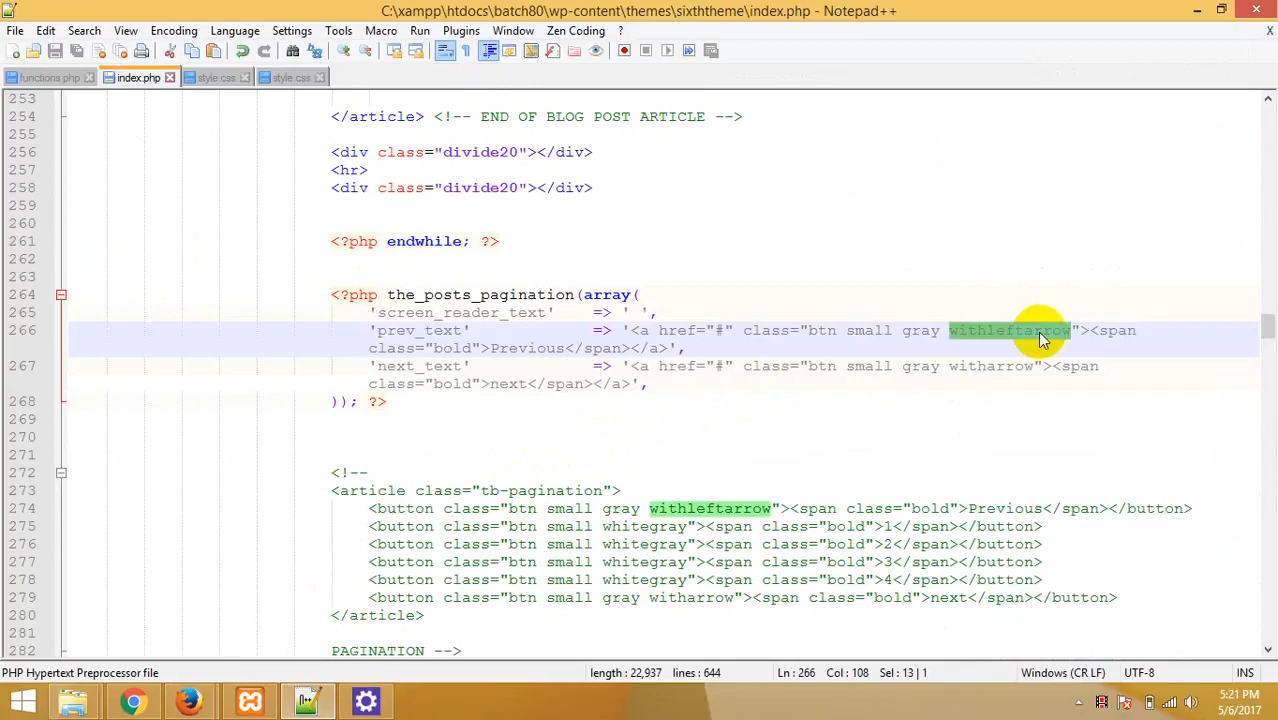 C:\xampp\htdocs\batch80\wp-content\themes\sixththeme\index.php - Notepad++
File Edit Search View Encoding Language Settings Tools Macro Run Plugins Window Zen Coding ? X
functions.php index.php style.css style.css
253
254 </article> <!-- END OF BLOG POST ARTICLE -->
255
256 <div class="divide20"></div>
257 <hr>
258 <div class="divide20"></div>
259
260
261 <?php endwhile; ?>
262
263
264 <?php the_posts_pagination(array(
265 'screen_reader_text' => ' ',
266 'prev_text' => '<a href="#" class="btn small gray withleftarrow"><span
class="bold">Previous</span></a>',
267 'next_text' => '<a href="#" class="btn small gray witharrow"><span
class="bold">next</span></a>',
268 )); ?>
269
270
271
272 <!--
273 <article class="tb-pagination">
274 <button class="btn small gray withleftarrow"><span class="bold">Previous</span></button>
275 <button class="btn small whitegray"><span class="bold">1</span></button>
276 <button class="btn small whitegray"><span class="bold">2</span></button>
277 <button class="btn small whitegray"><span class="bold">3</span></button>
278 <button class="btn small whitegray"><span class="bold">4</span></button>
279 <button class="btn small gray witharrow"><span class="bold">next</span></button>
280 </article>
281
282 PAGINATION -->
PHP Hypertext Preprocessor file length : 22,937 lines : 644 Ln : 266 Col : 108 Sel : 13 | 1 Windows (CR LF) UTF-8 INS
5:21 PM
5/6/2017